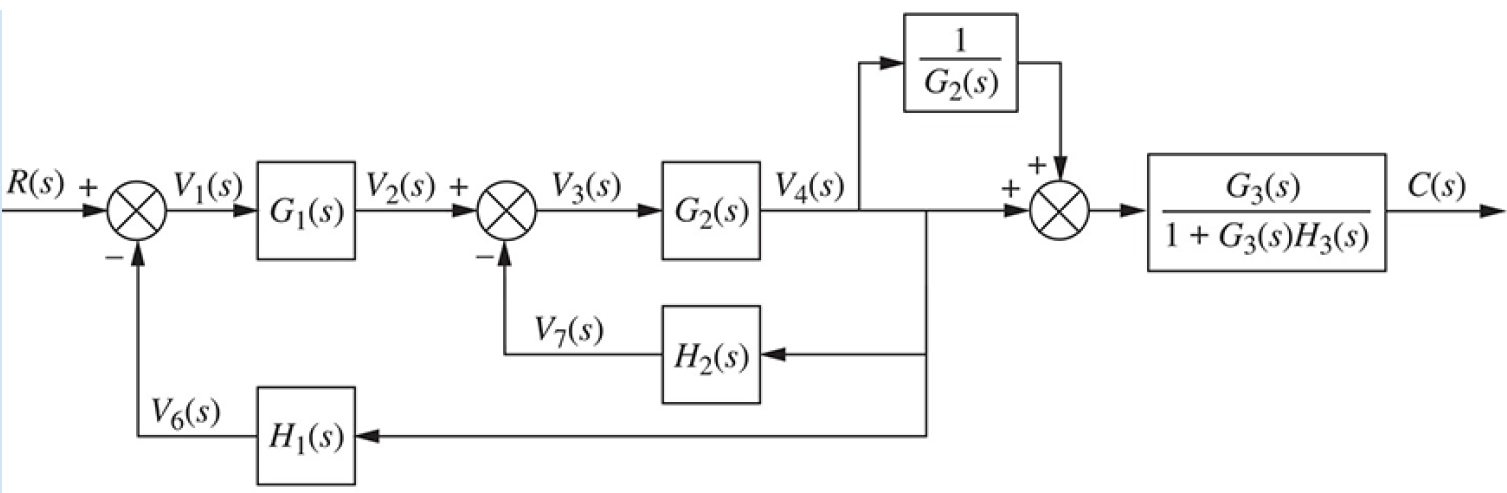 1
G₂(s)
+
R(s) + V₁(s) G₁(s) V₂(s) + V₃(s) G₂(s) V₄(s) + G₃(s) C(s)
1 + G₃(s)H₃(s)
− −
V₇(s) H₂(s)
V₆(s) H₁(s)